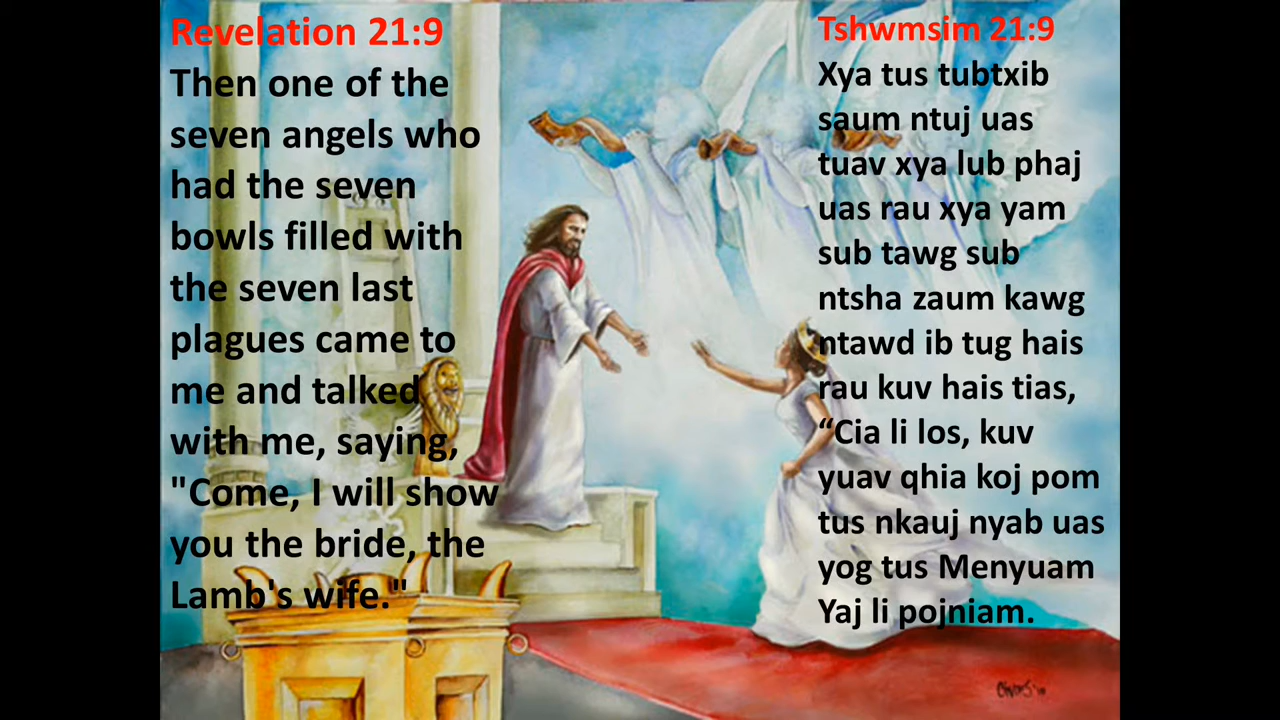 Revelation 21:9
Then one of the
seven angels who
had the seven
bowls filled with
the seven last
plagues came to
me and talked
with me, saying,
"Come, I will show
you the bride, the
Lamb's wife."
Tshwmsim 21:9
Xya tus tubtxib
saum ntuj uas
tuav xya lub phaj
uas rau xya yam
sub tawg sub
ntsha zaum kawg
ntawd ib tug hais
rau kuv hais tias,
“Cia li los, kuv
yuav qhia koj pom
tus nkauj nyab uas
yog tus Menyuam
Yaj li pojniam.